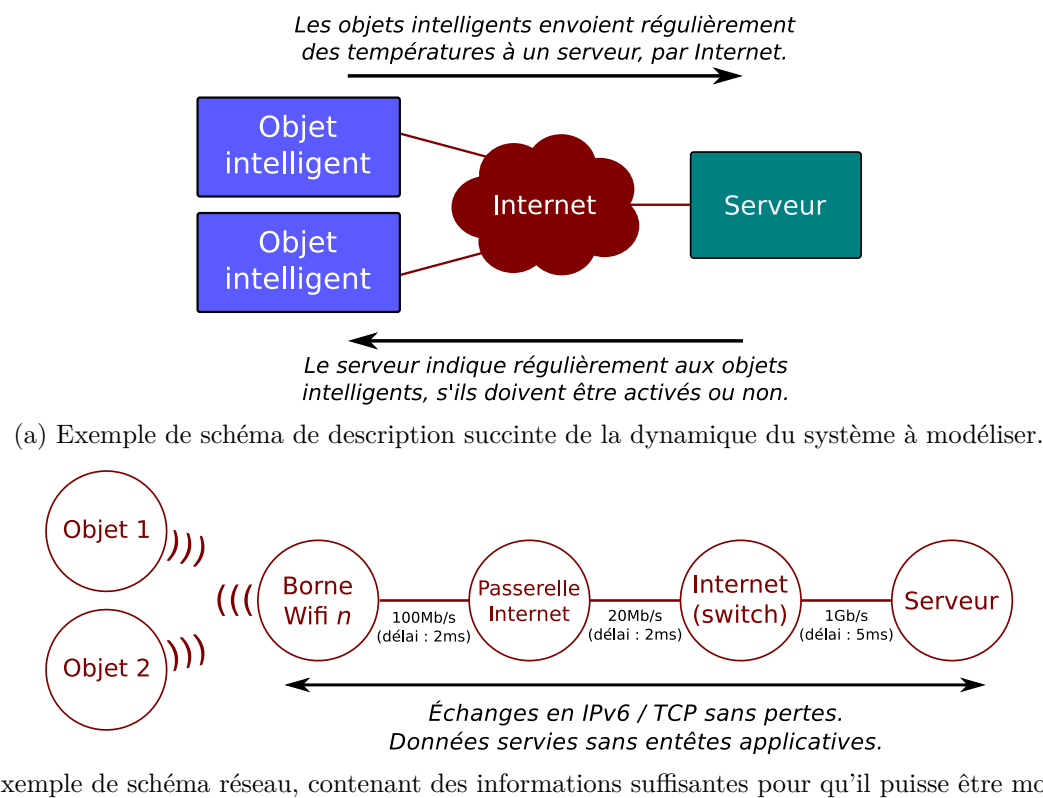 Les objets intelligents envoient régulièrement
des températures à un serveur, par Internet.
Objet
intelligent
Objet
intelligent
Internet
Serveur
Le serveur indique régulièrement aux objets
intelligents, s'ils doivent être activés ou non.
(a) Exemple de schéma de description succinte de la dynamique du système à modéliser.
Objet 1
Objet 2
Borne
Wifi n
100Mb/s
(délai : 2ms)
Passerelle
Internet
20Mb/s
(délai : 2ms)
Internet
(switch)
1Gb/s
(délai : 5ms)
Serveur
Échanges en IPv6 / TCP sans pertes.
Données servies sans entêtes applicatives.
xemple de schéma réseau, contenant des informations suffisantes pour qu'il puisse être mo